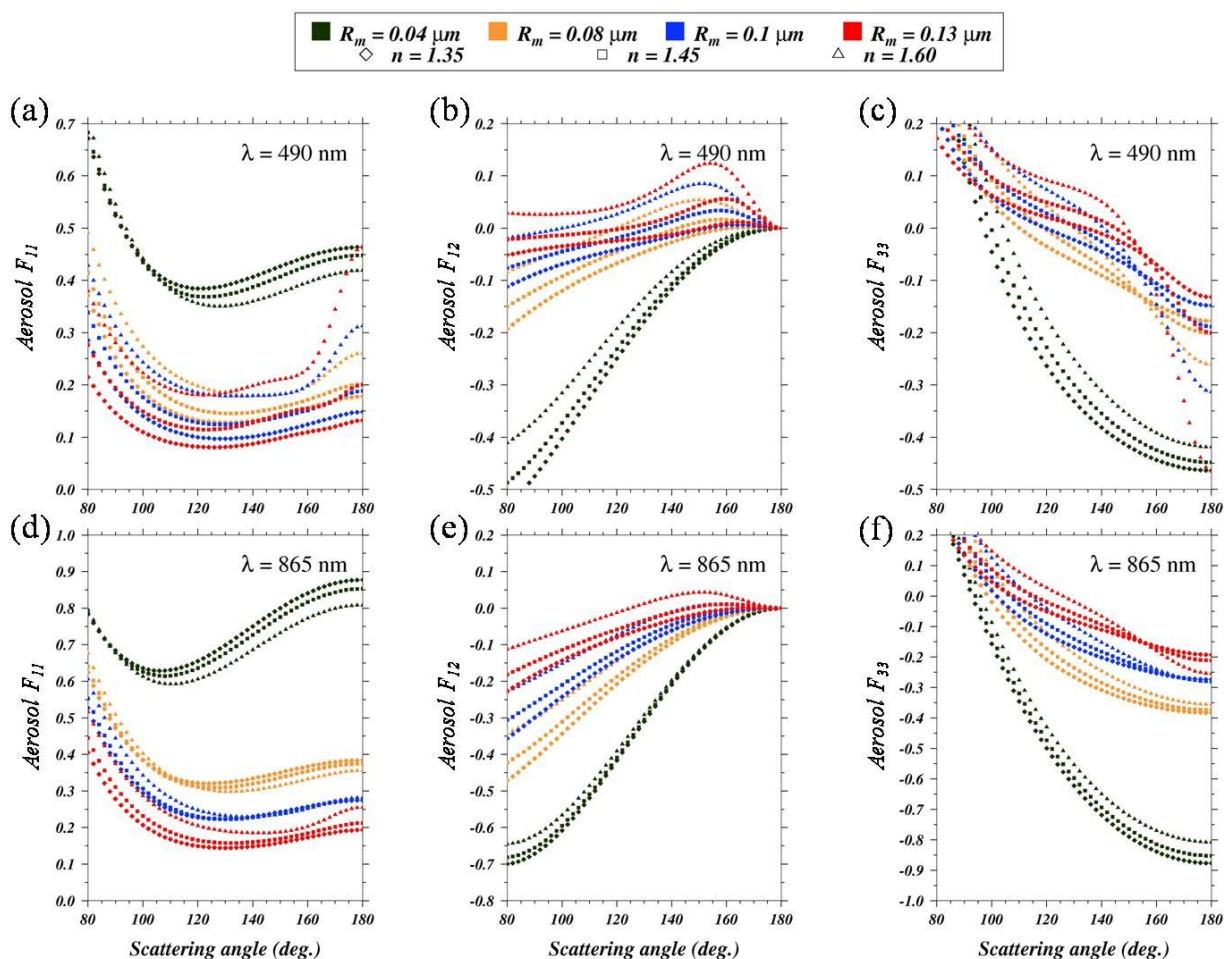 R_m = 0.04 μm R_m = 0.08 μm R_m = 0.1 μm R_m = 0.13 μm
n = 1.35 n = 1.45 n = 1.60
(a) (b) (c)
0.7 0.6 0.5 0.4 0.3 0.2 0.1 0.0
Aerosol F_11
λ = 490 nm
80 100 120 140 160 180
0.2 0.1 0.0 -0.1 -0.2 -0.3 -0.4 -0.5
Aerosol F_12
λ = 490 nm
80 100 120 140 160 180
0.2 0.1 0.0 -0.1 -0.2 -0.3 -0.4 -0.5
Aerosol F_33
λ = 490 nm
80 100 120 140 160 180
(d) (e) (f)
1.0 0.9 0.8 0.7 0.6 0.5 0.4 0.3 0.2 0.1 0.0
Aerosol F_11
λ = 865 nm
80 100 120 140 160 180
Scattering angle (deg.)
0.2 0.1 0.0 -0.1 -0.2 -0.3 -0.4 -0.5 -0.6 -0.7 -0.8
Aerosol F_12
λ = 865 nm
80 100 120 140 160 180
Scattering angle (deg.)
0.2 0.1 0.0 -0.1 -0.2 -0.3 -0.4 -0.5 -0.6 -0.7 -0.8 -0.9 -1.0
Aerosol F_33
λ = 865 nm
80 100 120 140 160 180
Scattering angle (deg.)